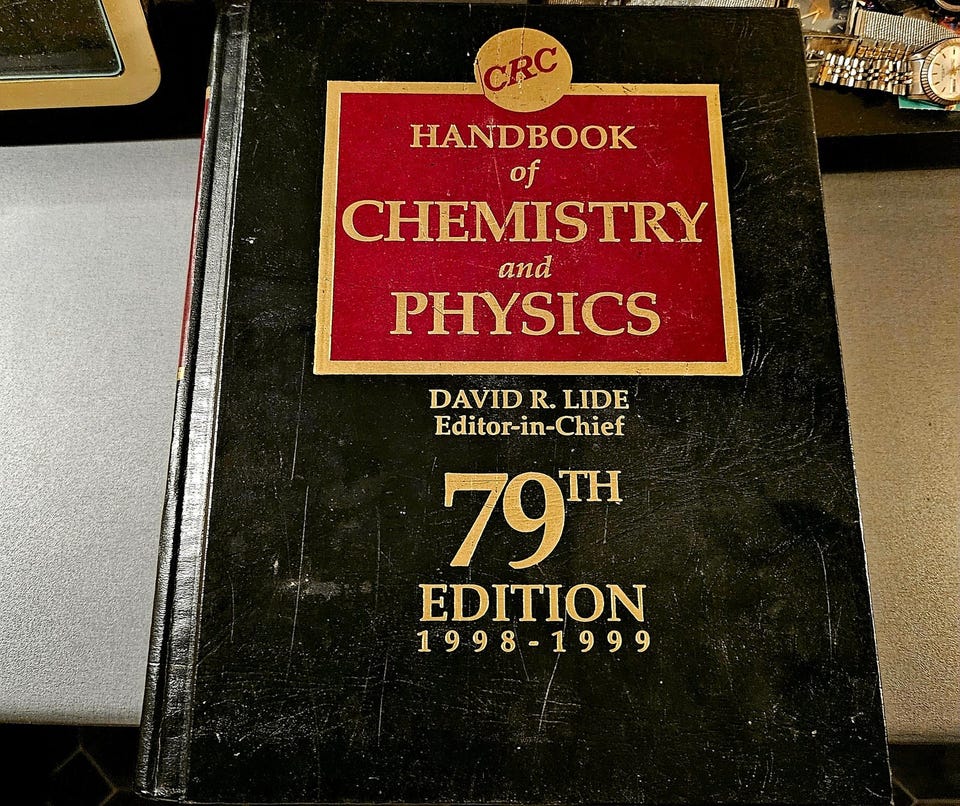 CRC
HANDBOOK
of
CHEMISTRY
and
PHYSICS
DAVID R. LIDE
Editor-in-Chief
79TH
EDITION
1998-1999